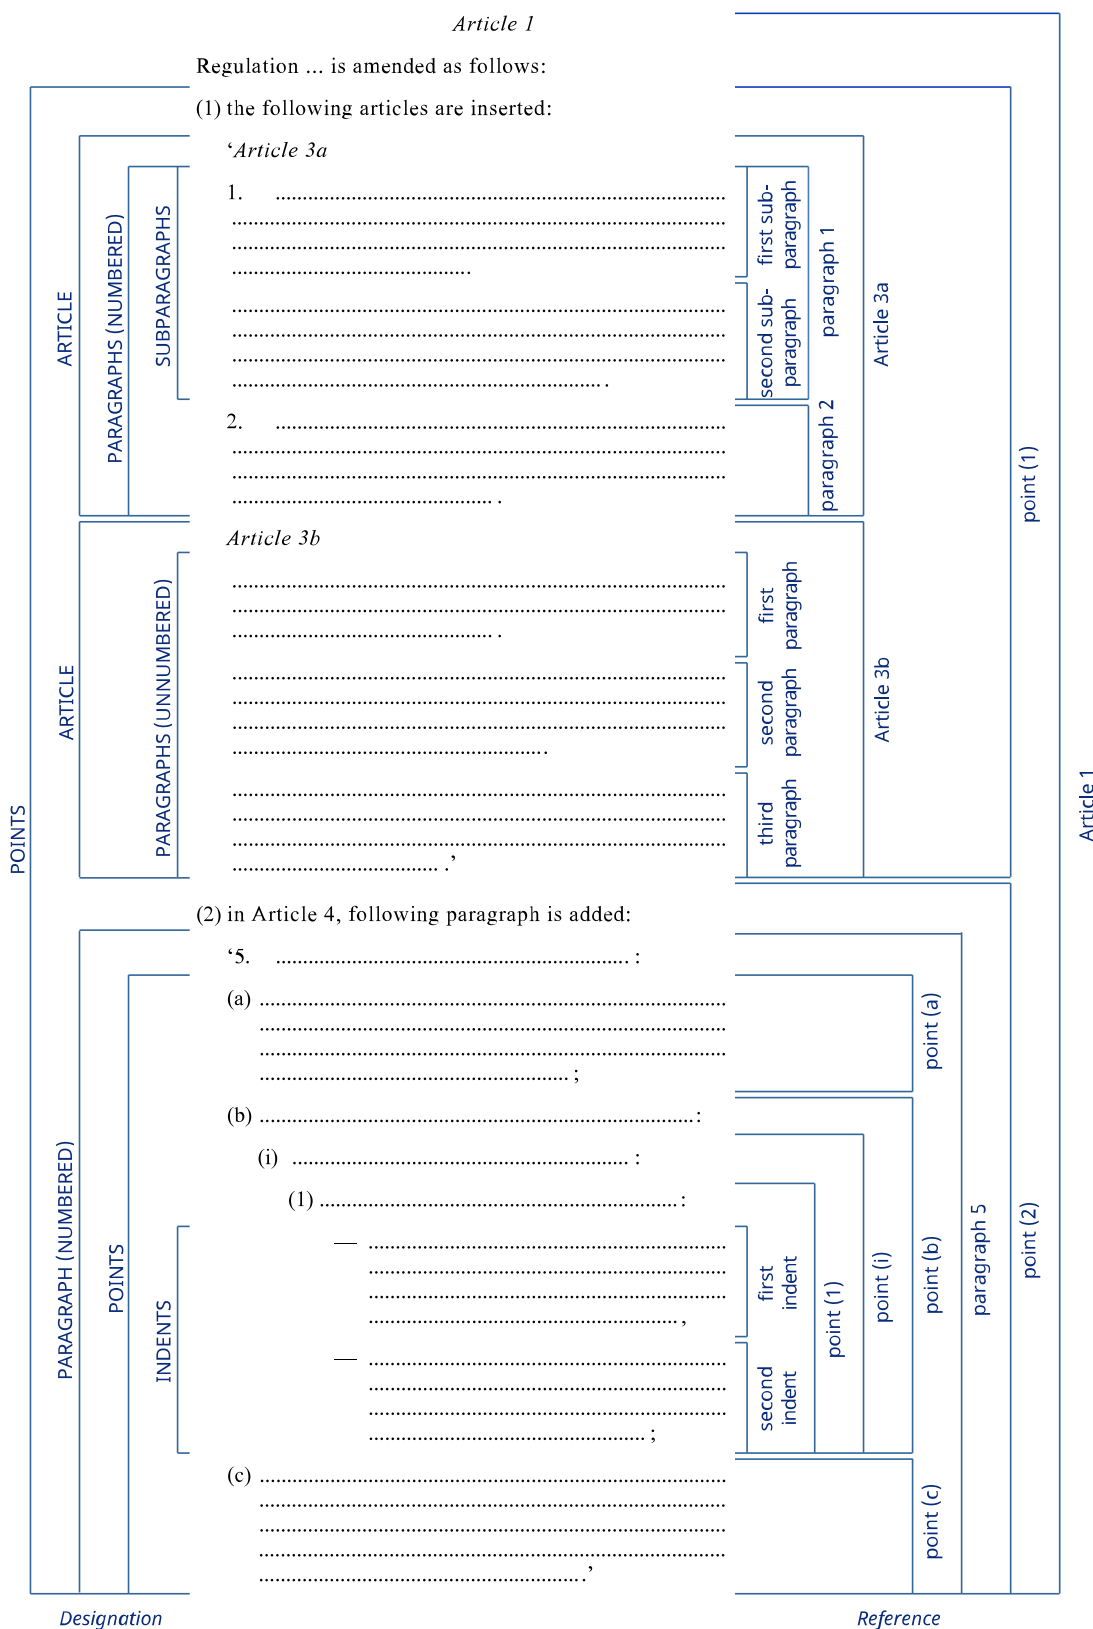 Article 1
Regulation ... is amended as follows:
(1) the following articles are inserted:
‘Article 3a
1. ................................................................
................................................................
................................................................
................................
................................................................
................................................................
................................................................
................................................ .
2. ................................................................
................................................................
................................................................
................................ .
Article 3b
................................................................
................................................................
................................ .
................................................................
................................................................
................................................................
........................................
................................................................
................................................................
................................................................
............................ .’
(2) in Article 4, following paragraph is added:
‘5. ................................................ :
(a) ................................................................
................................................................
................................................................
........................................ ;
(b) ........................................................ :
(i) ................................................ :
(1) ................................................ :
— ................................................
................................................
................................................
........................................ ,
— ................................................
................................................
................................................
.................................... ;
(c) ................................................................
................................................................
................................................................
................................................................
............................................ .’
POINTS
ARTICLE
PARAGRAPHS (NUMBERED)
SUBPARAGRAPHS
ARTICLE
PARAGRAPHS (UNNUMBERED)
PARAGRAPH (NUMBERED)
POINTS
INDENTS
first sub-
paragraph
second sub-
paragraph
paragraph 1
paragraph 2
Article 3a
first
paragraph
second
paragraph
third
paragraph
Article 3b
point (1)
Article 1
point (a)
first
indent
second
indent
point (1)
point (i)
point (b)
point (c)
paragraph 5
point (2)
Designation
Reference